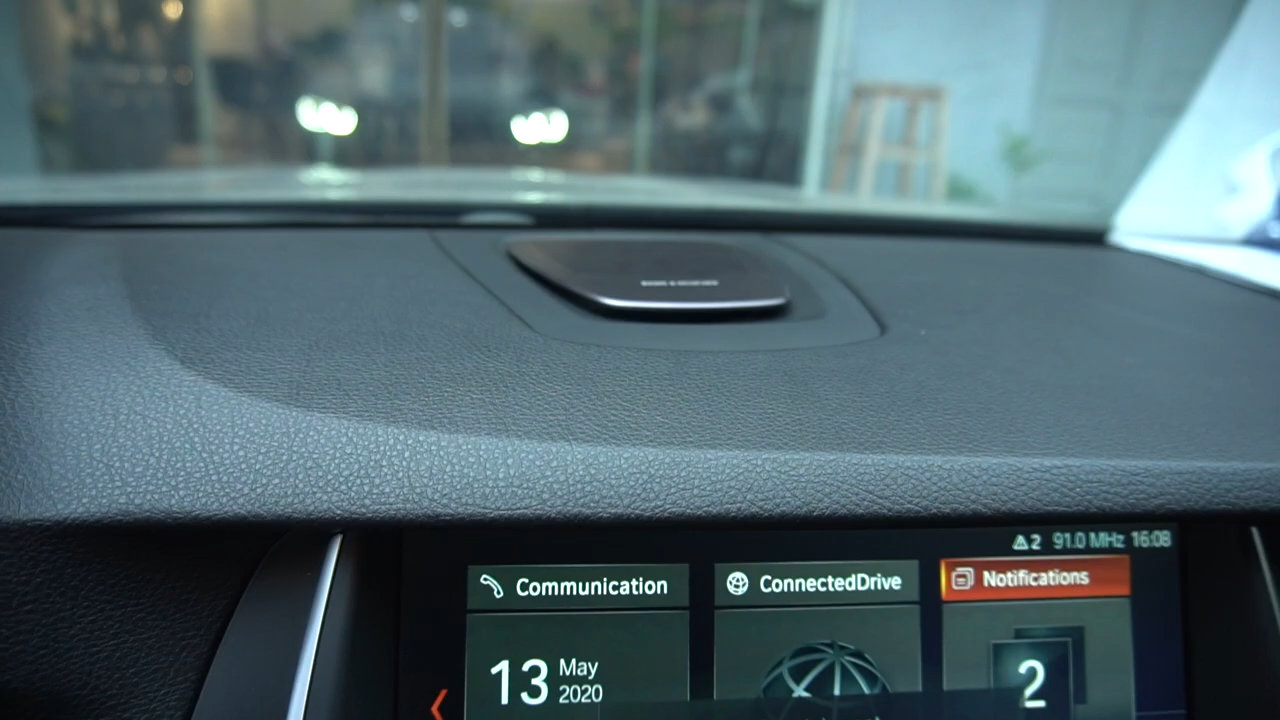 ⚠2 91.0 MHz 16:08
Communication
ConnectedDrive
Notifications
13 May
2020
2